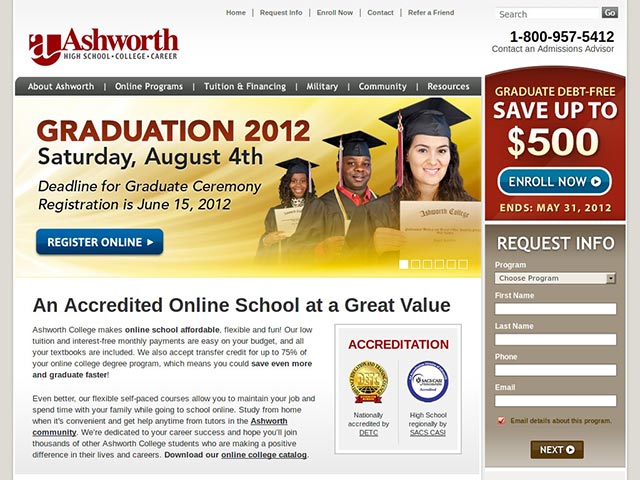 Home | Request Info | Enroll Now | Contact | Refer a Friend
Search Go
Ashworth
HIGH SCHOOL • COLLEGE • CAREER
1-800-957-5412
Contact an Admissions Advisor
About Ashworth | Online Programs | Tuition & Financing | Military | Community | Resources
GRADUATION 2012
Saturday, August 4th
Deadline for Graduate Ceremony
Registration is June 15, 2012
REGISTER ONLINE
Ashworth College
GRADUATE DEBT-FREE
SAVE UP TO
$500
ENROLL NOW
ENDS: MAY 31, 2012
REQUEST INFO
Program
Choose Program
First Name
Last Name
Phone
Email
Email details about this program.
NEXT
An Accredited Online School at a Great Value
Ashworth College makes online school affordable, flexible and fun! Our low
tuition and interest-free monthly payments are easy on your budget, and all
your textbooks are included. We also accept transfer credit for up to 75% of
your online college degree program, which means you could save even more
and graduate faster!
Even better, our flexible self-paced courses allow you to maintain your job and
spend time with your family while going to school online. Study from home
when it's convenient and get help anytime from tutors in the Ashworth
community. We're dedicated to your career success and hope you'll join
thousands of other Ashworth College students who are making a positive
difference in their lives and careers. Download our online college catalog.
ACCREDITATION
DETC
SACS CASI
Nationally
accredited by
DETC
High School
regionally by
SACS CASI